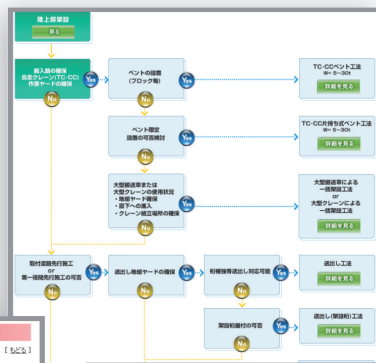 陸上部架設
見る
搬入路の確保
自走クレーン(TC・CC)
作業ヤードの確保
Yes
No
ベントの設置
(ブロック毎)
Yes
No
TC・CCベント工法
W= 5~30t
詳細を見る
ベント限定
設置の可否検討
Yes
No
TC・CC片持ち式ベント工法
W= 5~30t
詳細を見る
大型搬送車または
大型クレーンの使用状況
・地組ヤード確保
・直下への進入
・クレーン組立場所の確保
Yes
No
大型搬送車による
一括架設工法
or
大型クレーンによる
一括架設工法
詳細を見る
取付道路先行施工
or
第一径間先行施工の可否
Yes
No
送出し地組ヤードの確保
Yes
No
桁補強等送出し対応可能
Yes
No
送出し工法
詳細を見る
架設桁据付の可否
Yes
No
送出し(架設桁)工法
詳細を見る
[もどる]